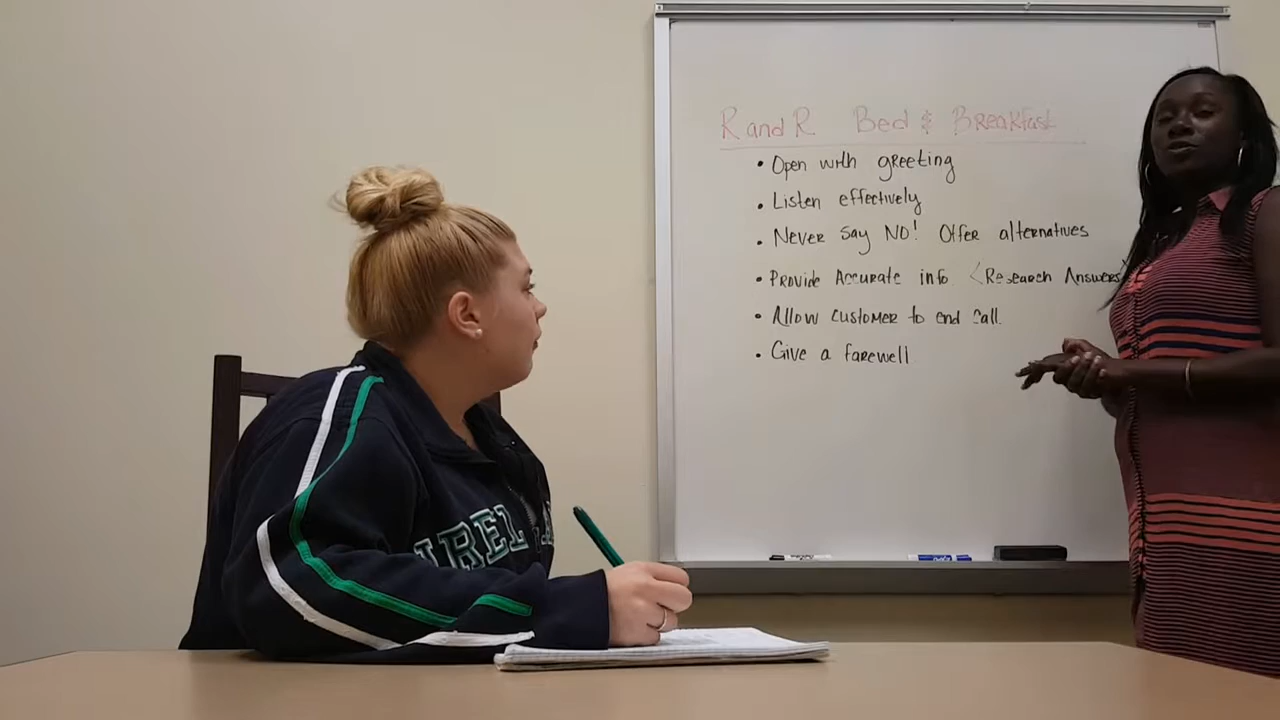 R and R Bed & Breakfast
• Open with greeting
• Listen effectively
• Never say NO! Offer alternatives
• Provide Accurate info. <Research Answers
• Allow customer to end call.
• Give a farewell
IREL